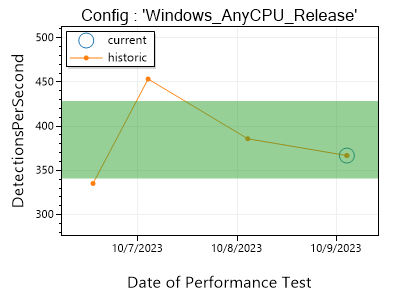 Config : 'Windows_AnyCPU_Release'
500
current
historic
450
400
350
300
DetectionsPerSecond
10/7/2023
10/8/2023
10/9/2023
Date of Performance Test